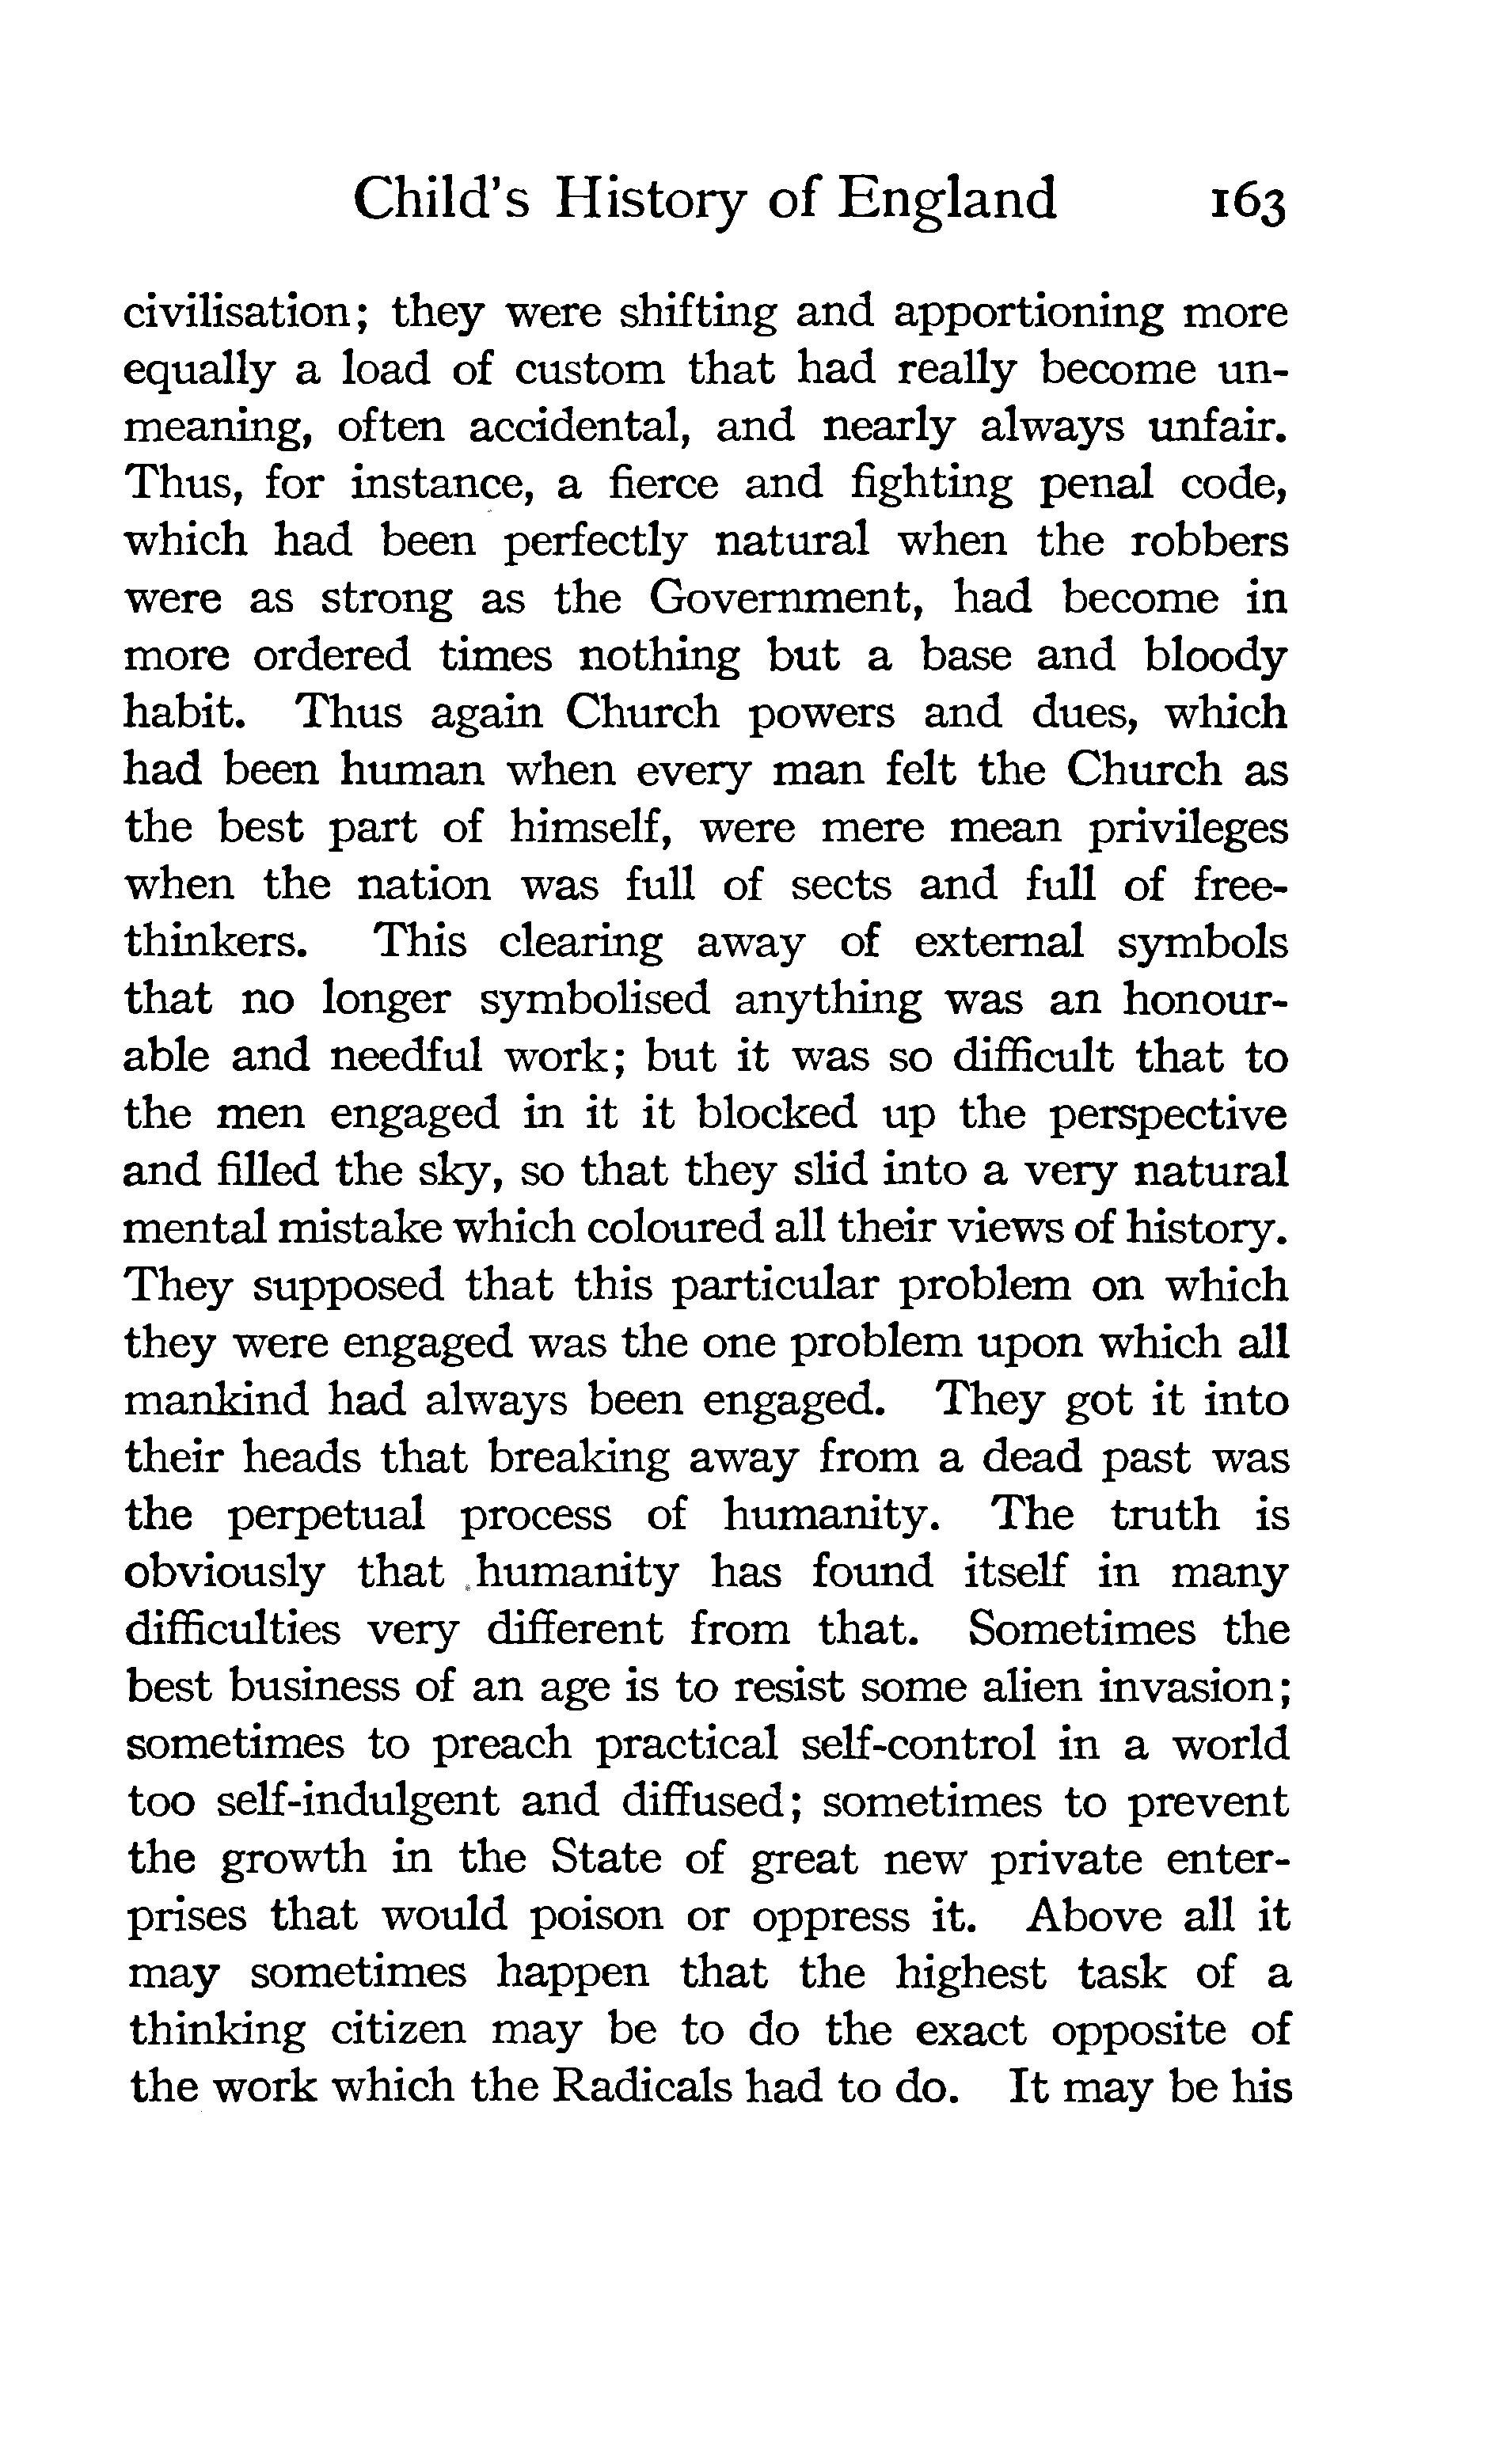 Child's History of England 163
civilisation; they were shifting and apportioning more
equally a load of custom that had really become un-
meaning, often accidental, and nearly always unfair.
Thus, for instance, a fierce and fighting penal code,
which had been perfectly natural when the robbers
were as strong as the Government, had become in
more ordered times nothing but a base and bloody
habit. Thus again Church powers and dues, which
had been human when every man felt the Church as
the best part of himself, were mere mean privileges
when the nation was full of sects and full of free-
thinkers. This clearing away of external symbols
that no longer symbolised anything was an honour-
able and needful work; but it was so difficult that to
the men engaged in it it blocked up the perspective
and filled the sky, so that they slid into a very natural
mental mistake which coloured all their views of history.
They supposed that this particular problem on which
they were engaged was the one problem upon which all
mankind had always been engaged. They got it into
their heads that breaking away from a dead past was
the perpetual process of humanity. The truth is
obviously that humanity has found itself in many
difficulties very different from that. Sometimes the
best business of an age is to resist some alien invasion;
sometimes to preach practical self-control in a world
too self-indulgent and diffused; sometimes to prevent
the growth in the State of great new private enter-
prises that would poison or oppress it. Above all it
may sometimes happen that the highest task of a
thinking citizen may be to do the exact opposite of
the work which the Radicals had to do. It may be his